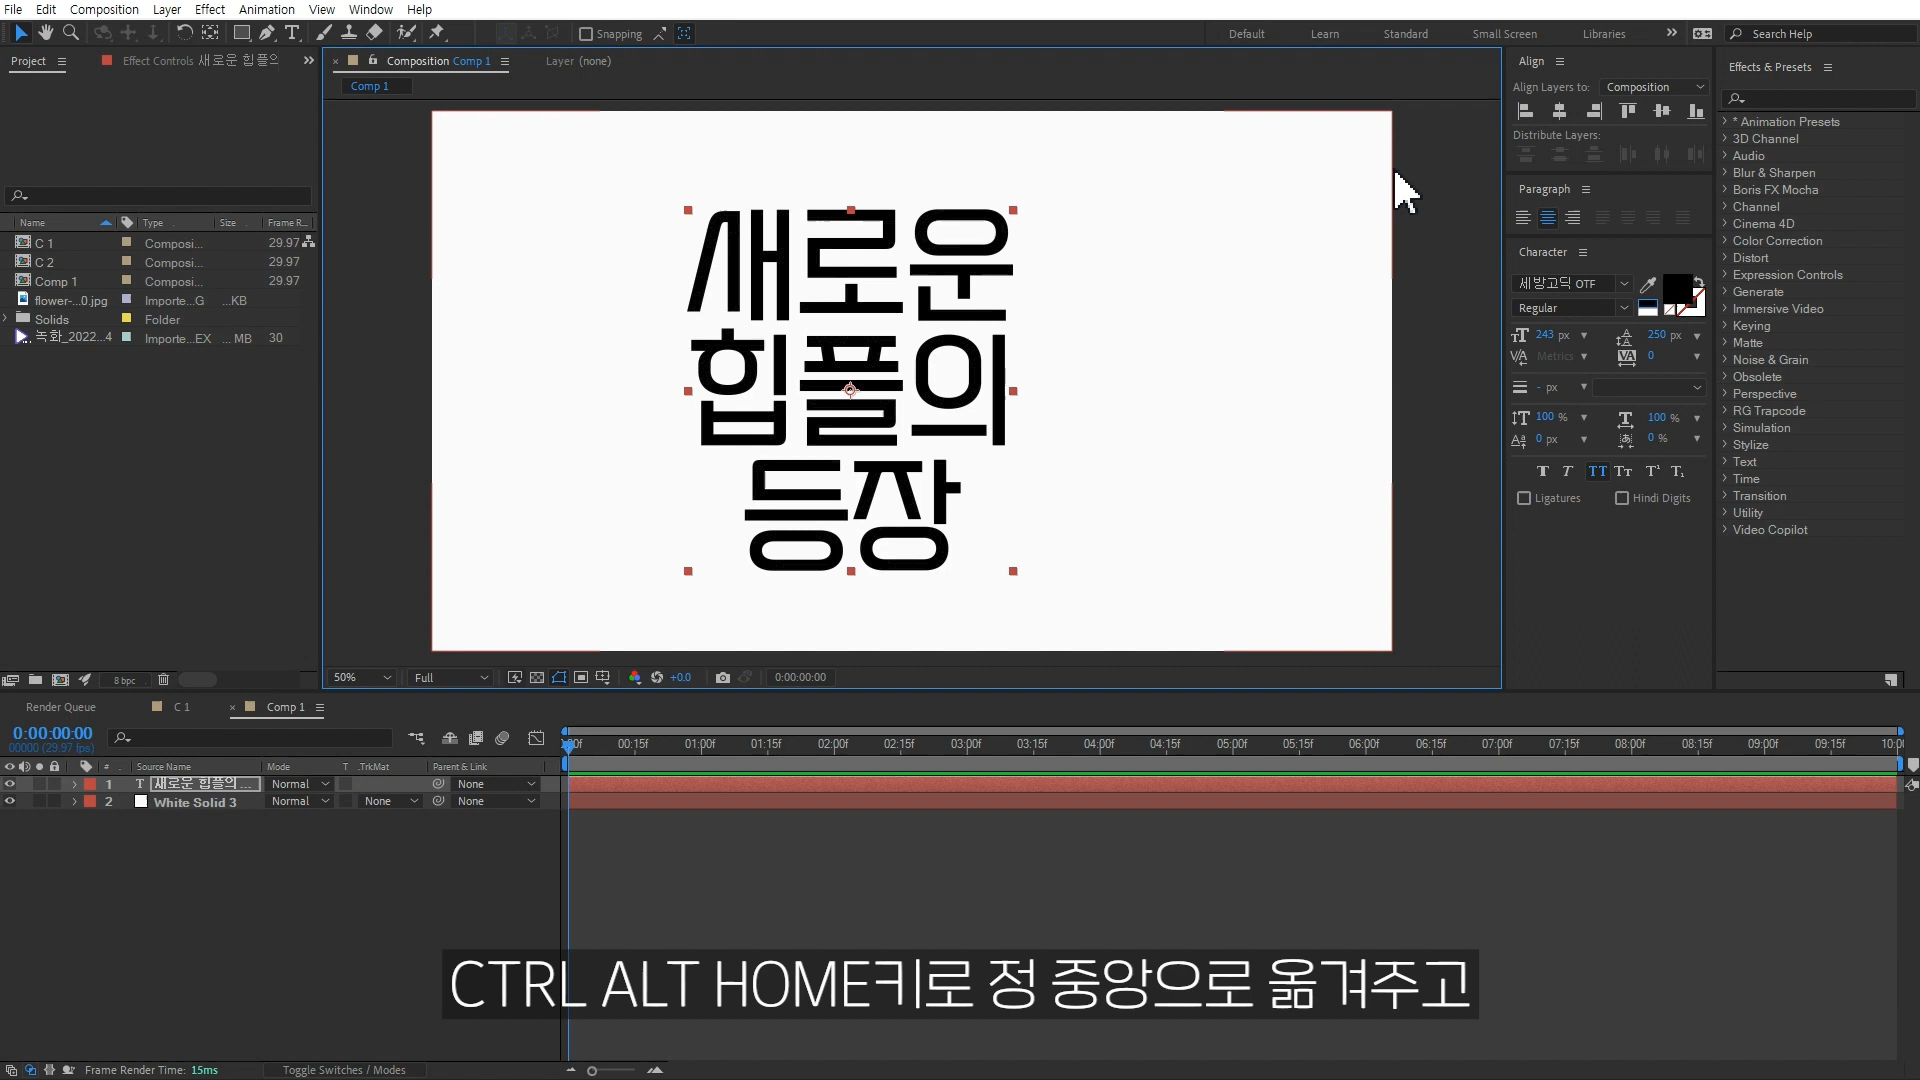 File Edit Composition Layer Effect Animation View Window Help
Snapping
Default Learn Standard Small Screen Libraries Search Help
Project Effect Controls 새로운 힙플의
Composition Comp 1
Layer (none)
Comp 1
Name Type Size Frame R...
C 1 Composi... 29.97
C 2 Composi... 29.97
Comp 1 Composi... 29.97
flower-...0.jpg Importe...G ...KB
Solids Folder
녹화_2022...4 Importe...EX ... MB 30
8 bpc
새로운
힙플의
등장
50% Full +0.0 0:00:00:00
Align
Align Layers to: Composition
Distribute Layers:
Paragraph
Character
세방고딕 OTF
Regular
243 px 250 px
Metrics 0
- px
100 % 100 %
0 px 0 %
Ligatures Hindi Digits
Effects & Presets
* Animation Presets
3D Channel
Audio
Blur & Sharpen
Boris FX Mocha
Channel
Cinema 4D
Color Correction
Distort
Expression Controls
Generate
Immersive Video
Keying
Matte
Noise & Grain
Obsolete
Perspective
RG Trapcode
Simulation
Stylize
Text
Time
Transition
Utility
Video Copilot
Render Queue C 1 Comp 1
0:00:00:00
00000 (29.97 fps)
00:15f 01:00f 01:15f 02:00f 02:15f 03:00f 03:15f 04:00f 04:15f 05:00f 05:15f 06:00f 06:15f 07:00f 07:15f 08:00f 08:15f 09:00f 09:15f 10:0
# Source Name Mode T .TrkMat Parent & Link
1 T 새로운 힙플의 ... Normal None
2 White Solid 3 Normal None None
CTRL ALT HOME키로 정 중앙으로 옮겨주고
Frame Render Time: 15ms Toggle Switches / Modes